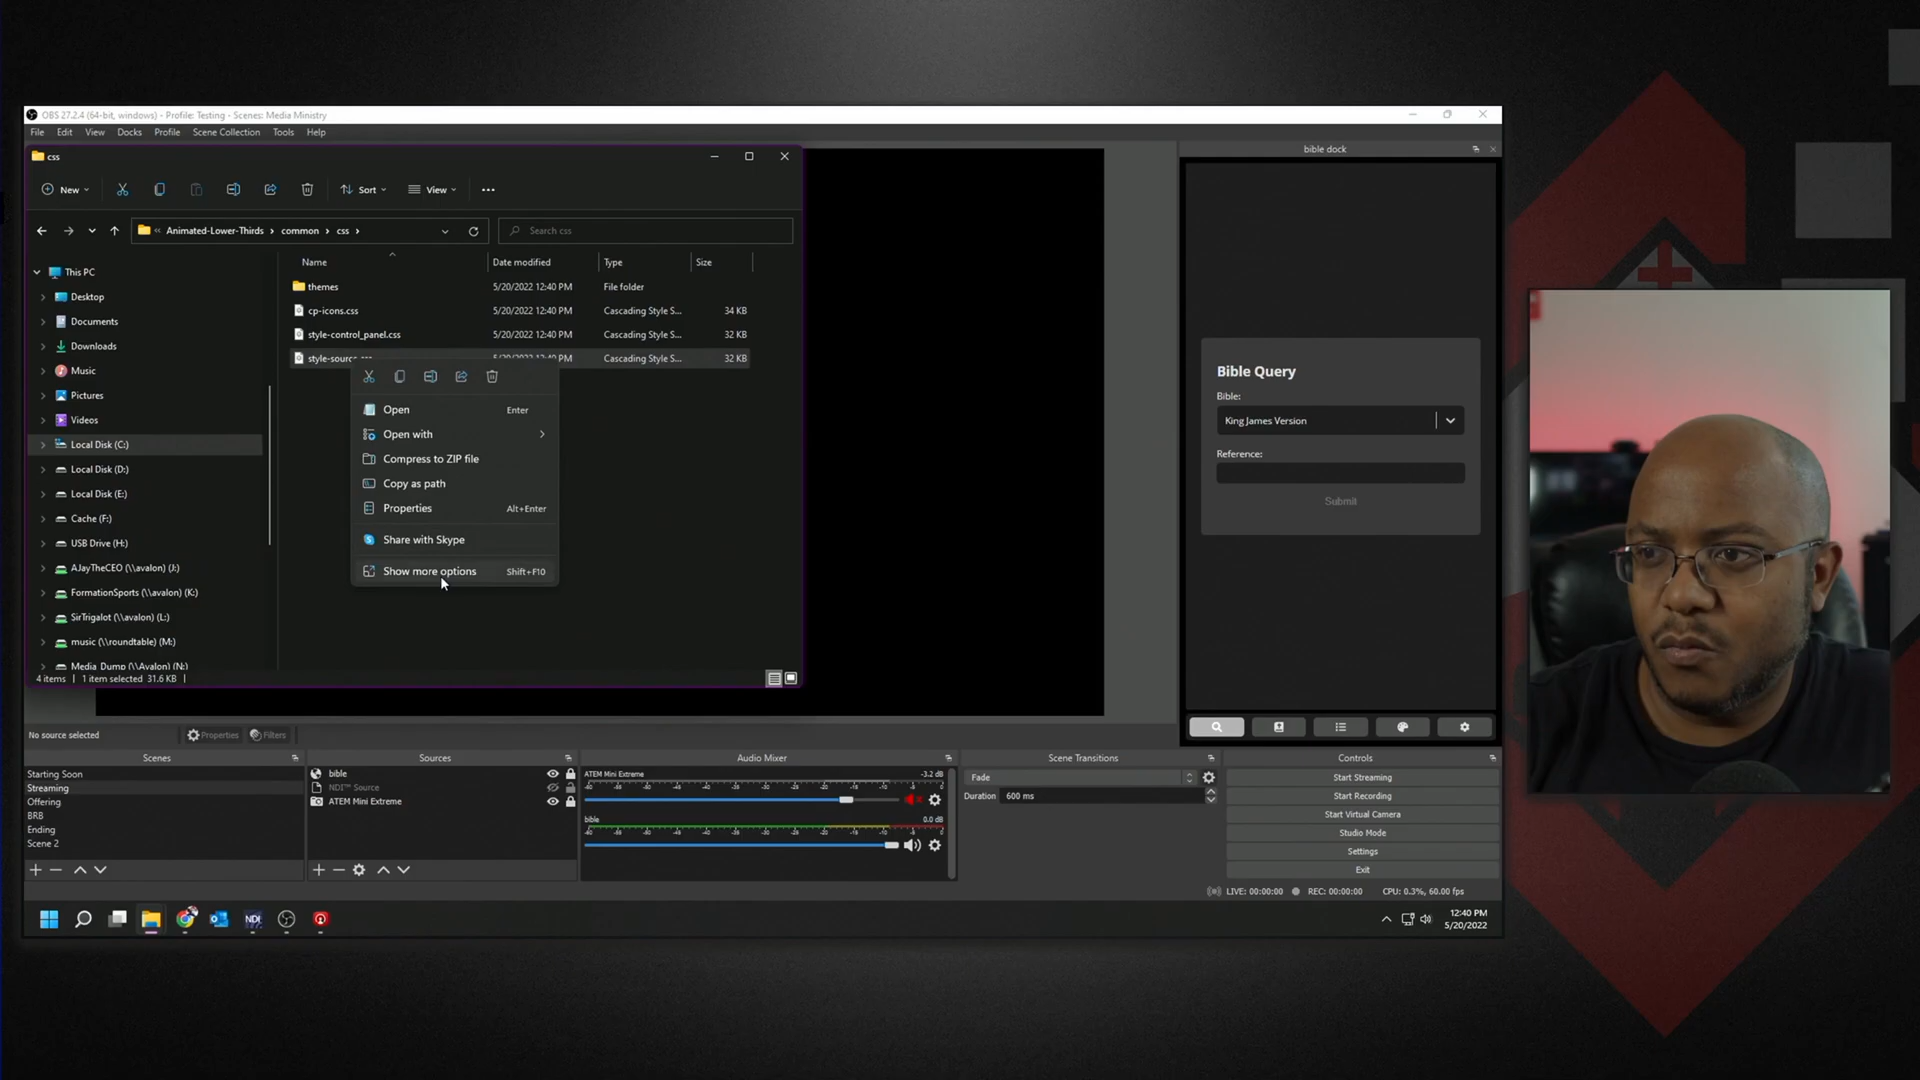 OBS 27.2.4 (64-bit, windows) - Profile: Testing - Scenes: Media Ministry
File Edit View Docks Profile Scene Collection Tools Help
css
New Sort View
Animated-Lower-Thirds > common > css >
Search css
Name Date modified Type Size
themes 5/20/2022 12:40 PM File folder
cp-icons.css 5/20/2022 12:40 PM Cascading Style S... 34 KB
style-control_panel.css 5/20/2022 12:40 PM Cascading Style S... 32 KB
style-source.css 5/20/2022 12:40 PM Cascading Style S... 32 KB
This PC
Desktop
Documents
Downloads
Music
Pictures
Videos
Local Disk (C:)
Local Disk (D:)
Local Disk (E:)
Cache (F:)
USB Drive (H:)
AJayTheCEO (\\avalon) (J:)
FormationSports (\\avalon) (K:)
SirTrigalot (\\avalon) (L:)
music (\\roundtable) (M:)
Media_Dump (\\Avalon) (N:)
Open Enter
Open with
Compress to ZIP file
Copy as path
Properties Alt+Enter
Share with Skype
Show more options Shift+F10
4 items 1 item selected 31.6 KB
bible dock
Bible Query
Bible:
King James Version
Reference:
Submit
No source selected
Properties Filters
Scenes
Starting Soon
Streaming
Offering
BRB
Ending
Scene 2
Sources
bible
NDI™ Source
ATEM Mini Extreme
Audio Mixer
ATEM Mini Extreme -3.2 dB
bible 0.0 dB
Scene Transitions
Fade
Duration 600 ms
Controls
Start Streaming
Start Recording
Start Virtual Camera
Studio Mode
Settings
Exit
LIVE: 00:00:00 REC: 00:00:00 CPU: 0.3%, 60.00 fps
NDI
12:40 PM
5/20/2022